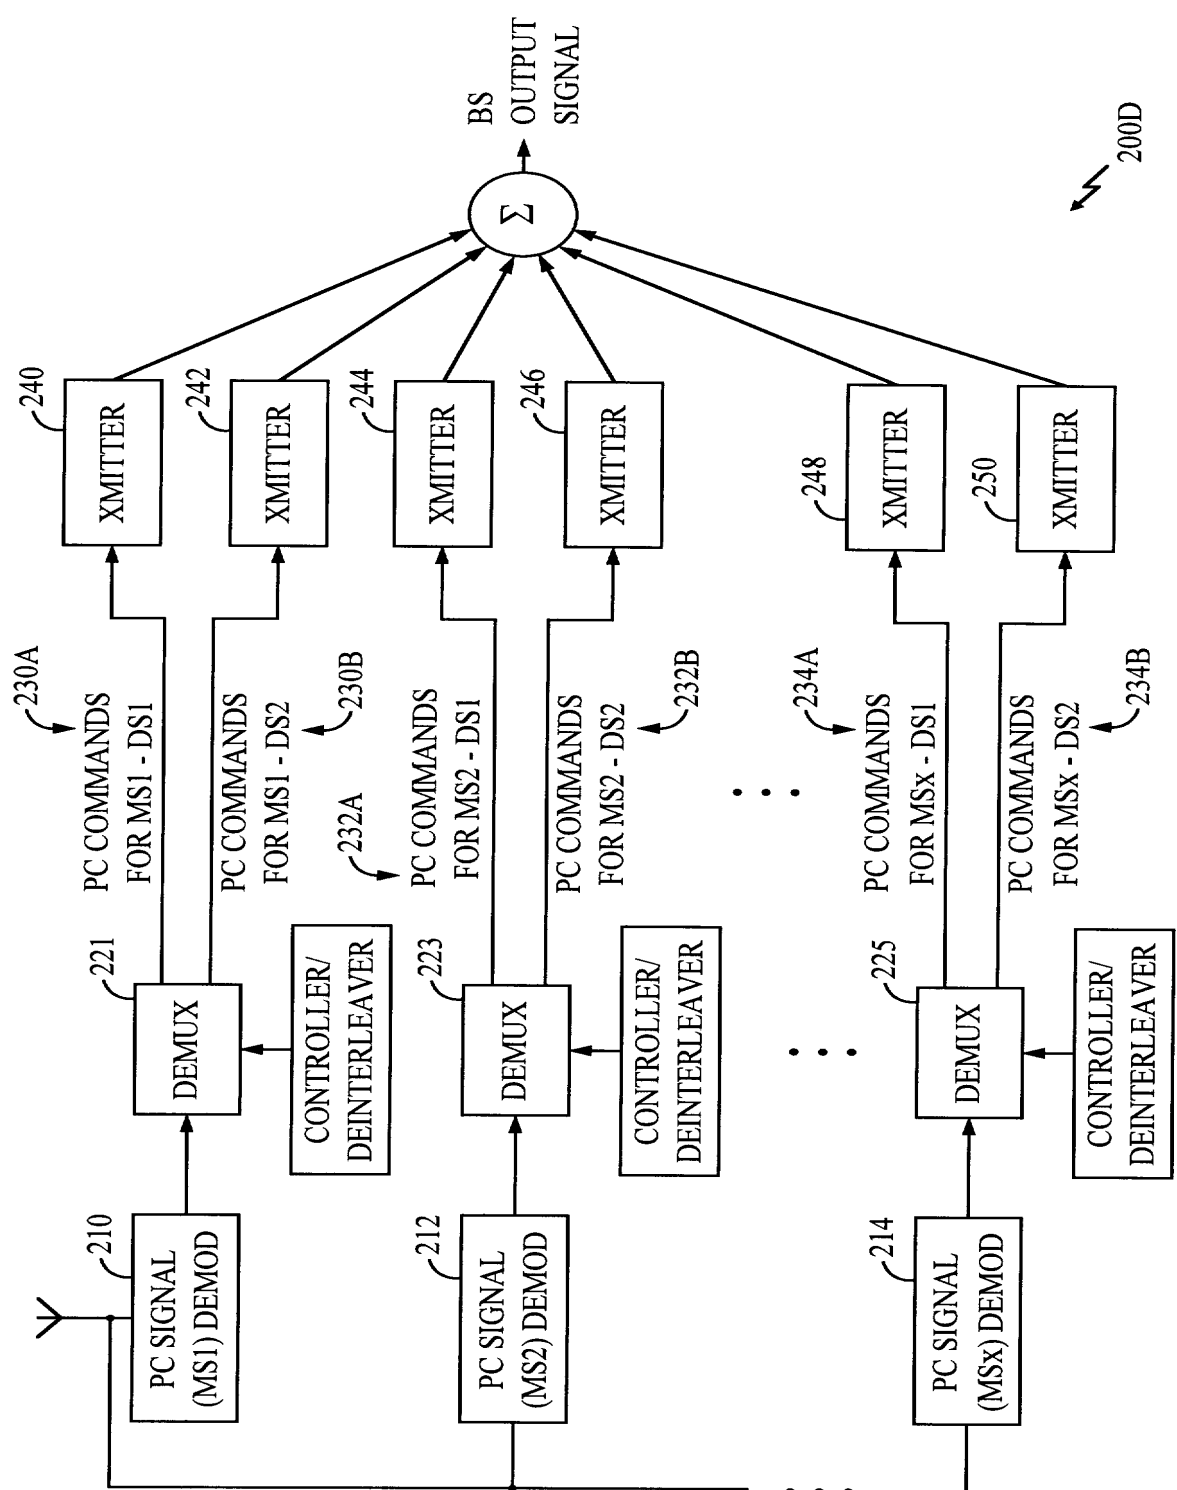 210
PC SIGNAL
(MS1) DEMOD
221
DEMUX
CONTROLLER/
DEINTERLEAVER
230A
PC COMMANDS
FOR MS1 - DS1
PC COMMANDS
FOR MS1 - DS2
230B
240
XMITTER
242
XMITTER
212
PC SIGNAL
(MS2) DEMOD
223
DEMUX
CONTROLLER/
DEINTERLEAVER
232A
PC COMMANDS
FOR MS2 - DS1
PC COMMANDS
FOR MS2 - DS2
232B
244
XMITTER
246
XMITTER
Σ
BS
OUTPUT
SIGNAL
214
PC SIGNAL
(MSx) DEMOD
225
DEMUX
CONTROLLER/
DEINTERLEAVER
234A
PC COMMANDS
FOR MSx - DS1
PC COMMANDS
FOR MSx - DS2
234B
248
XMITTER
250
XMITTER
200D